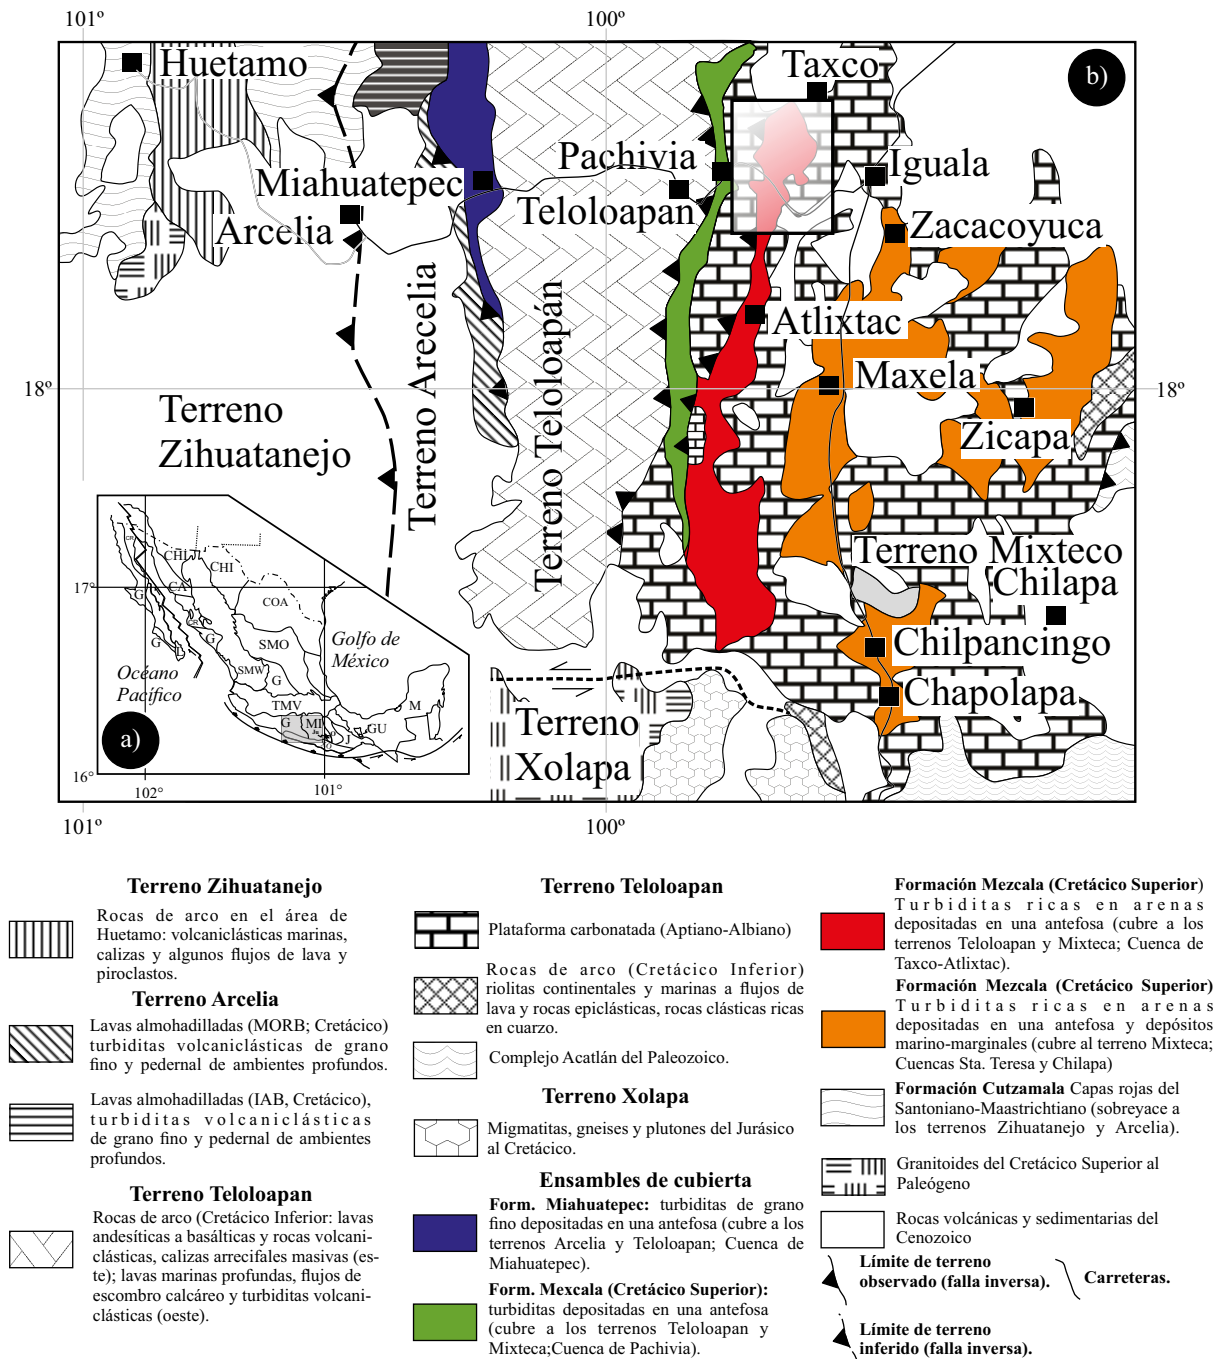 101º
100º
Taxco
b)
Huetamo
Pachivia
Iguala
Miahuatepec
Teloloapan
Arcelia
Zacacoyuca
Terreno Arecelia
Terreno Teloloapán
Atlixtac
Maxela
18º
18º
Terreno
Zihuatanejo
Zicapa
Terreno Mixteco
Chilapa
Chilpancingo
Chapolapa
Terreno
Xolapa
17°
CHI
CHI
CA
G
COA
G
G
SMO
Golfo de
México
Océano
Pacífico
SMW
G
TMV
M
G
MI
GU
J
a)
16°
102°
101°
101º
100º
Terreno Zihuatanejo
Rocas de arco en el área de
Huetamo: volcaniclásticas marinas,
calizas y algunos flujos de lava y
piroclastos.
Terreno Arcelia
Lavas almohadilladas (MORB; Cretácico)
turbiditas volcaniclásticas de grano
fino y pedernal de ambientes profundos.
Lavas almohadilladas (IAB, Cretácico),
turbiditas volcaniclásticas
de grano fino y pedernal de ambientes
profundos.
Terreno Teloloapan
Rocas de arco (Cretácico Inferior: lavas
andesíticas a basálticas y rocas volcani-
clásticas, calizas arrecifales masivas (es-
te); lavas marinas profundas, flujos de
escombro calcáreo y turbiditas volcani-
clásticas (oeste).
Terreno Teloloapan
Plataforma carbonatada (Aptiano-Albiano)
Rocas de arco (Cretácico Inferior)
riolitas continentales y marinas a flujos de
lava y rocas epiclásticas, rocas clásticas ricas
en cuarzo.
Complejo Acatlán del Paleozoico.
Terreno Xolapa
Migmatitas, gneises y plutones del Jurásico
al Cretácico.
Ensambles de cubierta
Form. Miahuatepec: turbiditas de grano
fino depositadas en una antefosa (cubre a los
terrenos Arcelia y Teloloapan; Cuenca de
Miahuatepec).
Form. Mexcala (Cretácico Superior):
turbiditas depositadas en una antefosa
(cubre a los terrenos Teloloapan y
Mixteca;Cuenca de Pachivia).
Formación Mezcala (Cretácico Superior)
Turbiditas ricas en arenas
depositadas en una antefosa (cubre a los
terrenos Teloloapan y Mixteca; Cuenca de
Taxco-Atlixtac).
Formación Mezcala (Cretácico Superior)
Turbiditas ricas en arenas
depositadas en una antefosa y depósitos
marino-marginales (cubre al terreno Mixteca;
Cuencas Sta. Teresa y Chilapa)
Formación Cutzamala Capas rojas del
Santoniano-Maastrichtiano (sobreyace a
los terrenos Zihuatanejo y Arcelia).
Granitoides del Cretácico Superior al
Paleógeno
Rocas volcánicas y sedimentarias del
Cenozoico
Límite de terreno
observado (falla inversa).
Carreteras.
Límite de terreno
inferido (falla inversa).